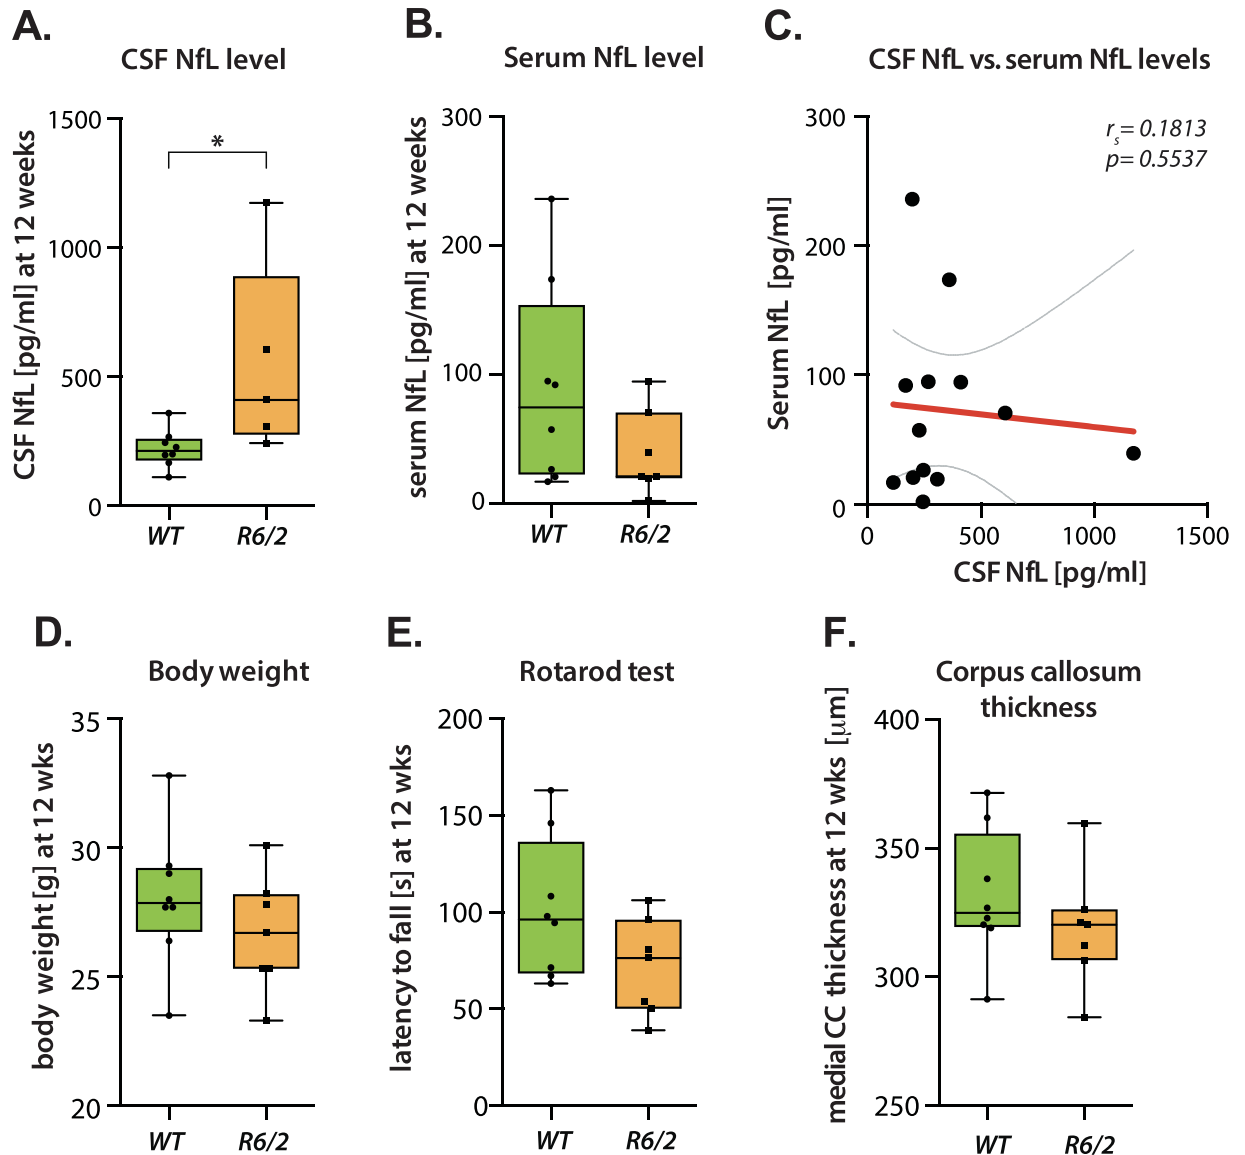 A.
CSF NfL level
CSF NfL [pg/ml] at 12 weeks
1500
1000
500
0
*
WT
R6/2
B.
Serum NfL level
serum NfL [pg/ml] at 12 weeks
300
200
100
0
WT
R6/2
C.
CSF NfL vs. serum NfL levels
Serum NfL [pg/ml]
300
200
100
0
rs= 0.1813
p= 0.5537
0
500
1000
1500
CSF NfL [pg/ml]
D.
Body weight
body weight [g] at 12 wks
35
30
25
20
WT
R6/2
E.
Rotarod test
latency to fall [s] at 12 wks
200
150
100
50
0
WT
R6/2
F.
Corpus callosum
thickness
medial CC thickness at 12 wks [μm]
400
350
300
250
WT
R6/2